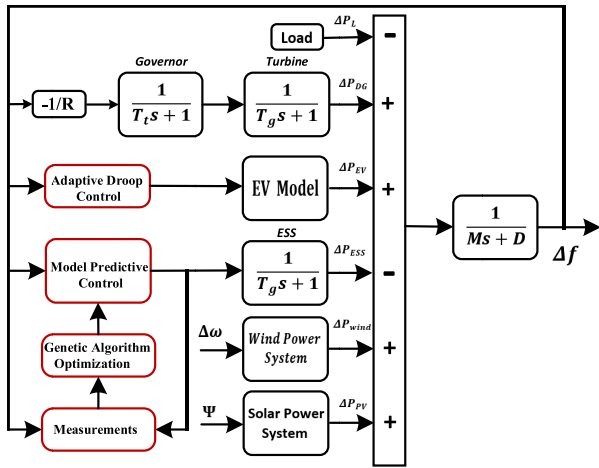 Load
ΔP_L
-
Governor
Turbine
-1/R
1
T_t s + 1
1
T_g s + 1
ΔP_DG
+
Adaptive Droop
Control
EV Model
ΔP_EV
+
1
Ms + D
Δf
ESS
Model Predictive
Control
1
T_g s + 1
ΔP_ESS
-
Genetic Algorithm
Optimization
Δω
Wind Power
System
ΔP_wind
+
Measurements
Ψ
Solar Power
System
ΔP_PV
+